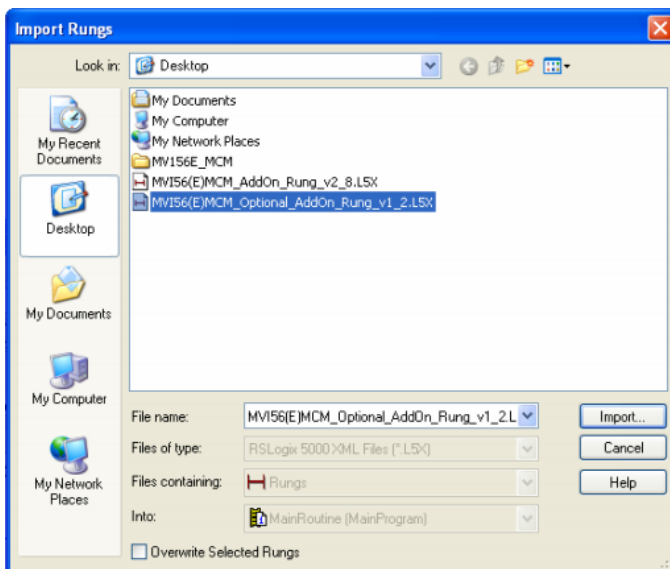 Import Rungs
Look in:
Desktop
My Recent
Documents
Desktop
My Documents
My Computer
My Network
Places
My Documents
My Computer
My Network Places
MVI56E_MCM
MVI56(E)MCM_AddOn_Rung_v2_8.L5X
MVI56(E)MCM_Optional_AddOn_Rung_v1_2.L5X
File name:
MVI56(E)MCM_Optional_AddOn_Rung_v1_2.L
Import...
Files of type:
RSLogix 5000 XML Files (*.L5X)
Cancel
Files containing:
Rungs
Help
Into:
MainRoutine (MainProgram)
Overwrite Selected Rungs